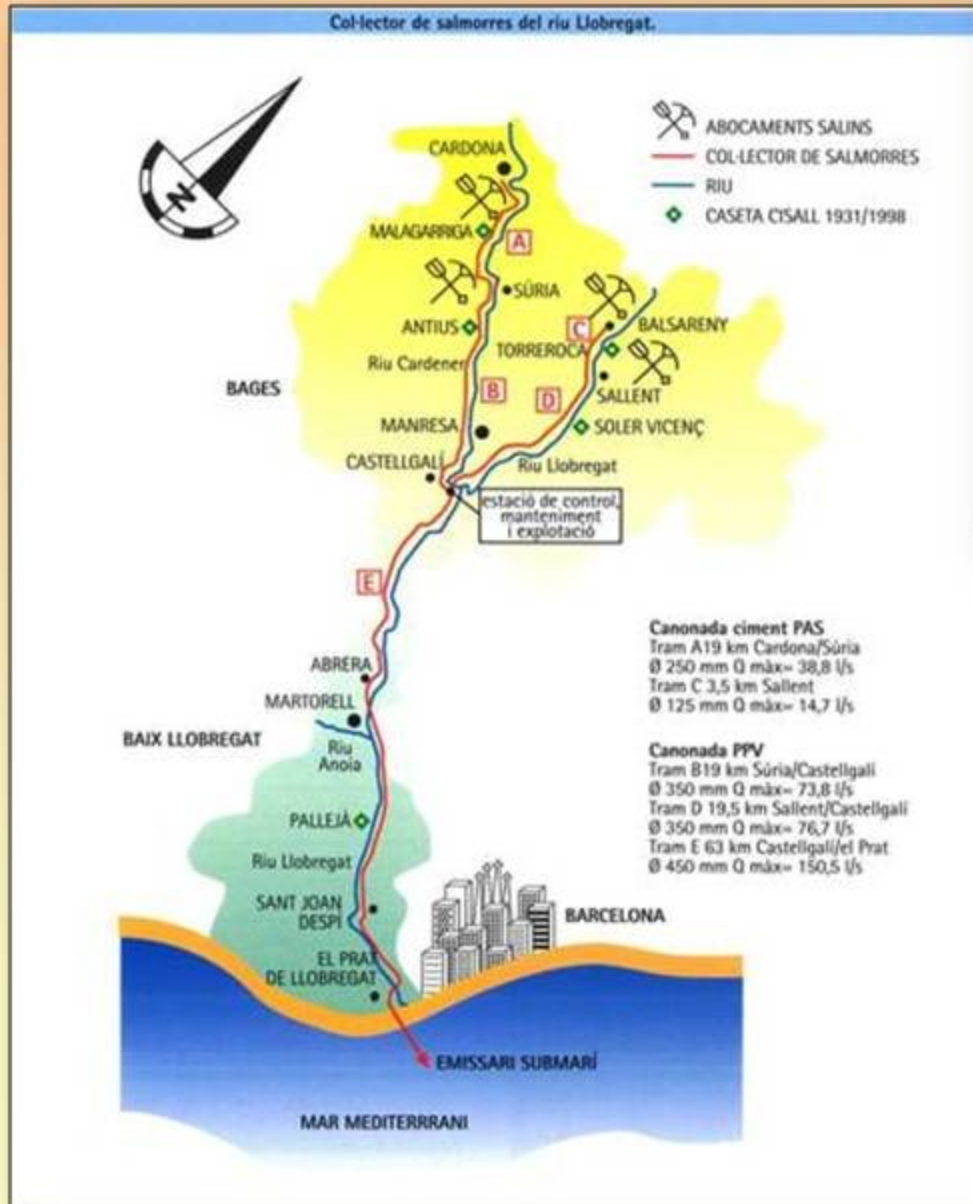 Col·lector de salmorres del riu Llobregat.
ABOCAMENTS SALINS
COL·LECTOR DE SALMORRES
RIU
CASETA CISALL 1931/1998
N
CARDONA
MALAGARRIGA
A
SÚRIA
ANTIUS
C
BALSARENY
TORREROCA
Riu Cardener
BAGES
B
D
SALLENT
MANRESA
SOLER VICENÇ
CASTELLGALÍ
Riu Llobregat
estació de control,
manteniment
i explotació
E
Canonada ciment PAS
Tram A19 km Cardona/Súria
Ø 250 mm Q màx= 38,8 l/s
Tram C 3,5 km Sallent
Ø 125 mm Q màx= 14,7 l/s
Canonada PPV
Tram B19 km Súria/Castellgalí
Ø 350 mm Q màx= 73,8 l/s
Tram D 19,5 km Sallent/Castellgalí
Ø 350 mm Q màx= 76,7 l/s
Tram E 63 km Castellgalí/el Prat
Ø 450 mm Q màx= 150,5 l/s
ABRERA
MARTORELL
BAIX LLOBREGAT
Riu
Anoia
PALLEJÀ
Riu Llobregat
SANT JOAN
DESPÍ
BARCELONA
EL PRAT
DE LLOBREGAT
EMISSARI SUBMARÍ
MAR MEDITERRRANI